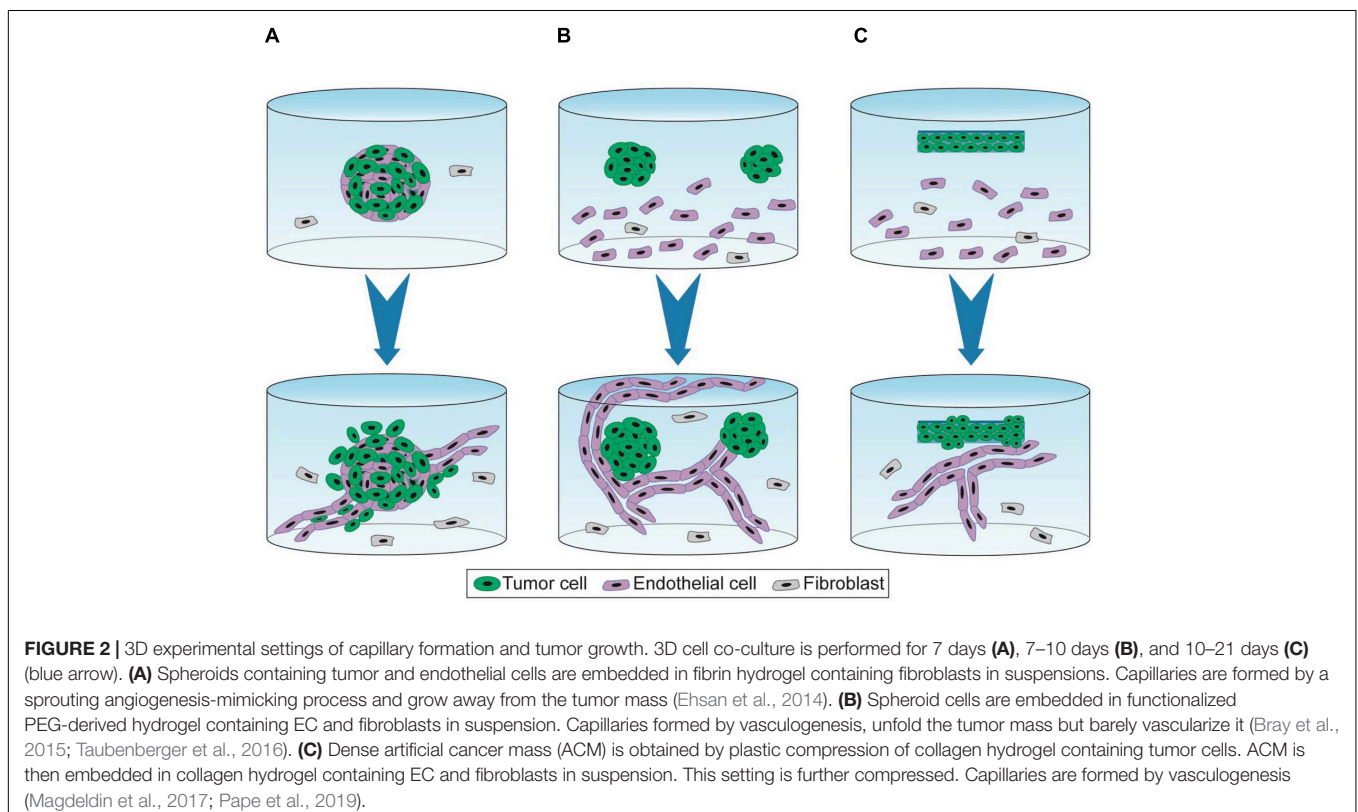 A B C
Tumor cell Endothelial cell Fibroblast
FIGURE 2 | 3D experimental settings of capillary formation and tumor growth. 3D cell co-culture is performed for 7 days (A), 7–10 days (B), and 10–21 days (C)
(blue arrow). (A) Spheroids containing tumor and endothelial cells are embedded in fibrin hydrogel containing fibroblasts in suspensions. Capillaries are formed by a
sprouting angiogenesis-mimicking process and grow away from the tumor mass (Ehsan et al., 2014). (B) Spheroid cells are embedded in functionalized
PEG-derived hydrogel containing EC and fibroblasts in suspension. Capillaries formed by vasculogenesis, unfold the tumor mass but barely vascularize it (Bray et al.,
2015; Taubenberger et al., 2016). (C) Dense artificial cancer mass (ACM) is obtained by plastic compression of collagen hydrogel containing tumor cells. ACM is
then embedded in collagen hydrogel containing EC and fibroblasts in suspension. This setting is further compressed. Capillaries are formed by vasculogenesis
(Magdeldin et al., 2017; Pape et al., 2019).